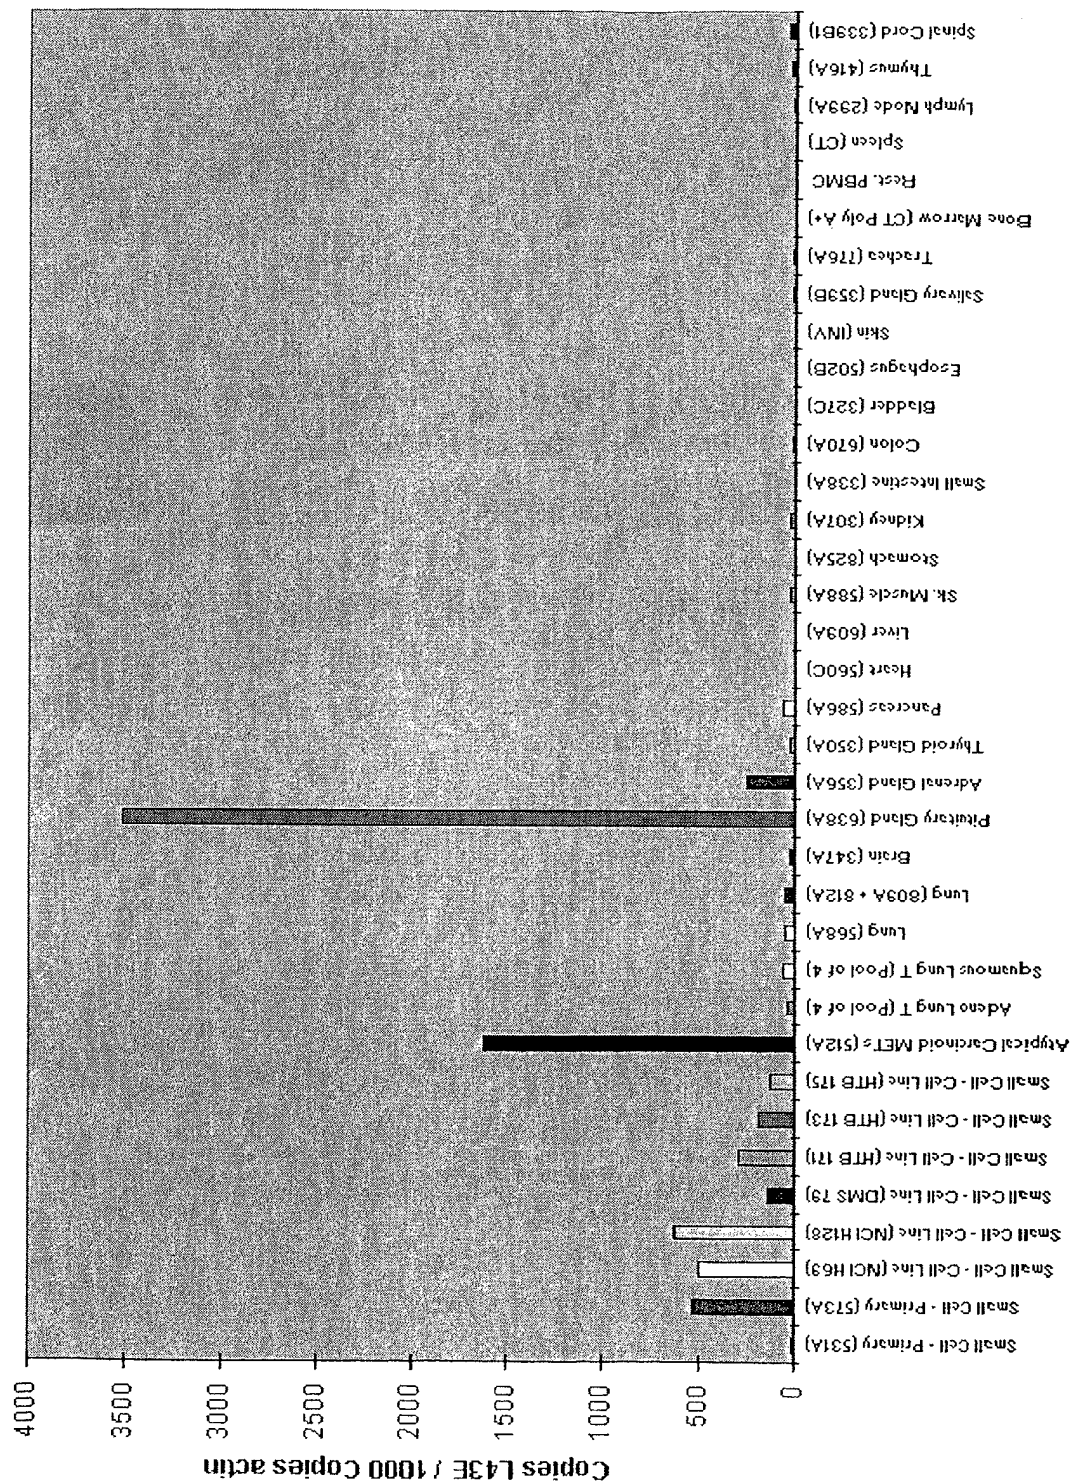 Copies L43E / 1000 Copies actin
4000
3500
3000
2500
2000
1500
1000
500
0
Small Cell - Primary (531A)
Small Cell - Primary (573A)
Small Cell - Cell Line (NCI H69)
Small Cell - Cell Line (NCI H128)
Small Cell - Cell Line (DMS 79)
Small Cell - Cell Line (HTB 171)
Small Cell - Cell Line (HTB 173)
Small Cell - Cell Line (HTB 175)
Atypical Carcinoid METs (512A)
Adeno Lung T (Pool of 4)
Squamous Lung T (Pool of 4)
Lung (568A)
Lung (809A + 812A)
Brain (347A)
Pituitary Gland (638A)
Adrenal Gland (356A)
Thyroid Gland (350A)
Pancreas (586A)
Heart (560C)
Liver (609A)
Sk. Muscle (588A)
Stomach (825A)
Kidney (307A)
Small Intestine (338A)
Colon (670A)
Bladder (327C)
Esophagus (502B)
Skin (INV)
Salivary Gland (359B)
Trachea (776A)
Bone Marrow (CT Poly A+)
Rest. PBMC
Spleen (CT)
Lymph Node (299A)
Thymus (416A)
Spinal Cord (339B1)